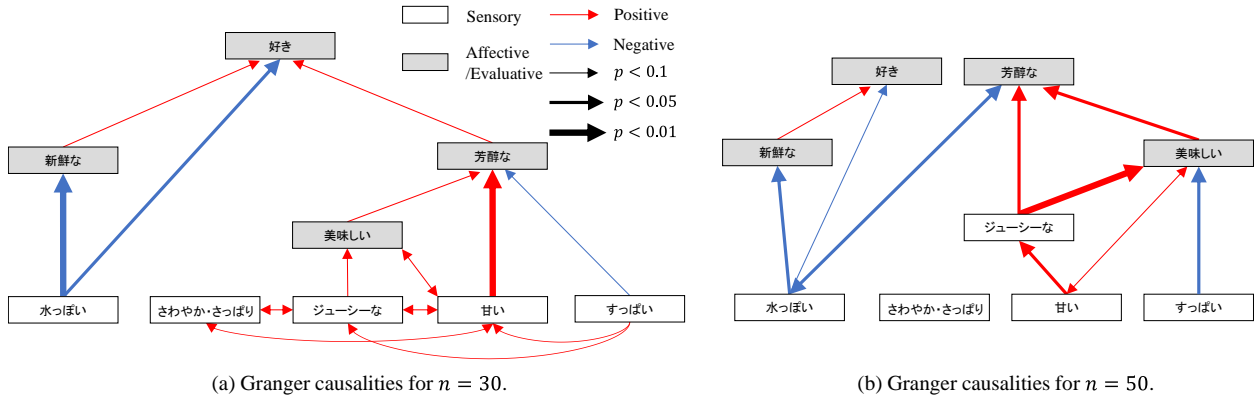 好き
新鮮な
芳醇な
美味しい
水っぽい
さわやか・さっぱり
ジューシーな
甘い
すっぱい
(a) Granger causalities for n = 30.
Sensory
Affective
/Evaluative
Positive
Negative
p < 0.1
p < 0.05
p < 0.01
好き
芳醇な
新鮮な
美味しい
ジューシーな
水っぽい
さわやか・さっぱり
甘い
すっぱい
(b) Granger causalities for n = 50.